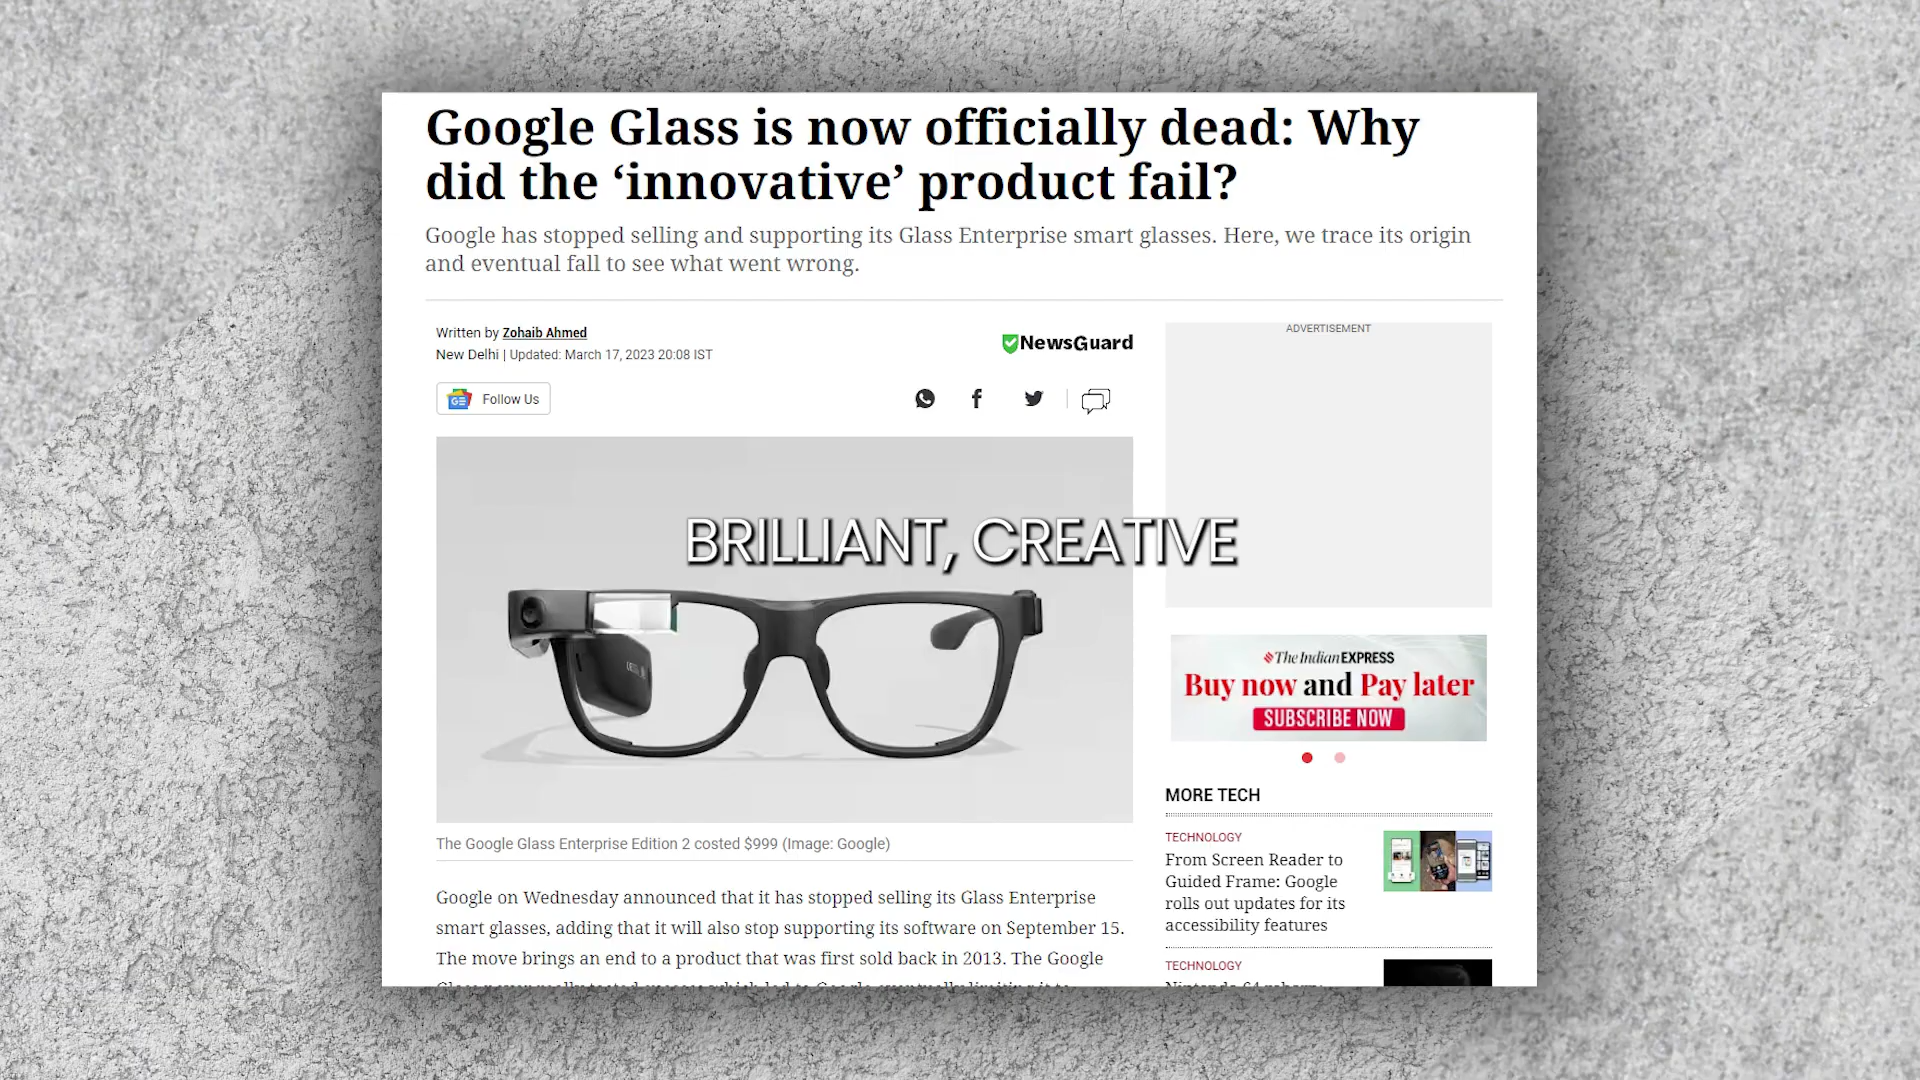 Google Glass is now officially dead: Why
did the ‘innovative’ product fail?
Google has stopped selling and supporting its Glass Enterprise smart glasses. Here, we trace its origin
and eventual fall to see what went wrong.
Written by Zohaib Ahmed
New Delhi | Updated: March 17, 2023 20:08 IST
NewsGuard
Follow Us
BRILLIANT, CREATIVE
The Google Glass Enterprise Edition 2 costed $999 (Image: Google)
Google on Wednesday announced that it has stopped selling its Glass Enterprise
smart glasses, adding that it will also stop supporting its software on September 15.
The move brings an end to a product that was first sold back in 2013. The Google
ADVERTISEMENT
The Indian EXPRESS
Buy now and Pay later
SUBSCRIBE NOW
MORE TECH
TECHNOLOGY
From Screen Reader to
Guided Frame: Google
rolls out updates for its
accessibility features
TECHNOLOGY